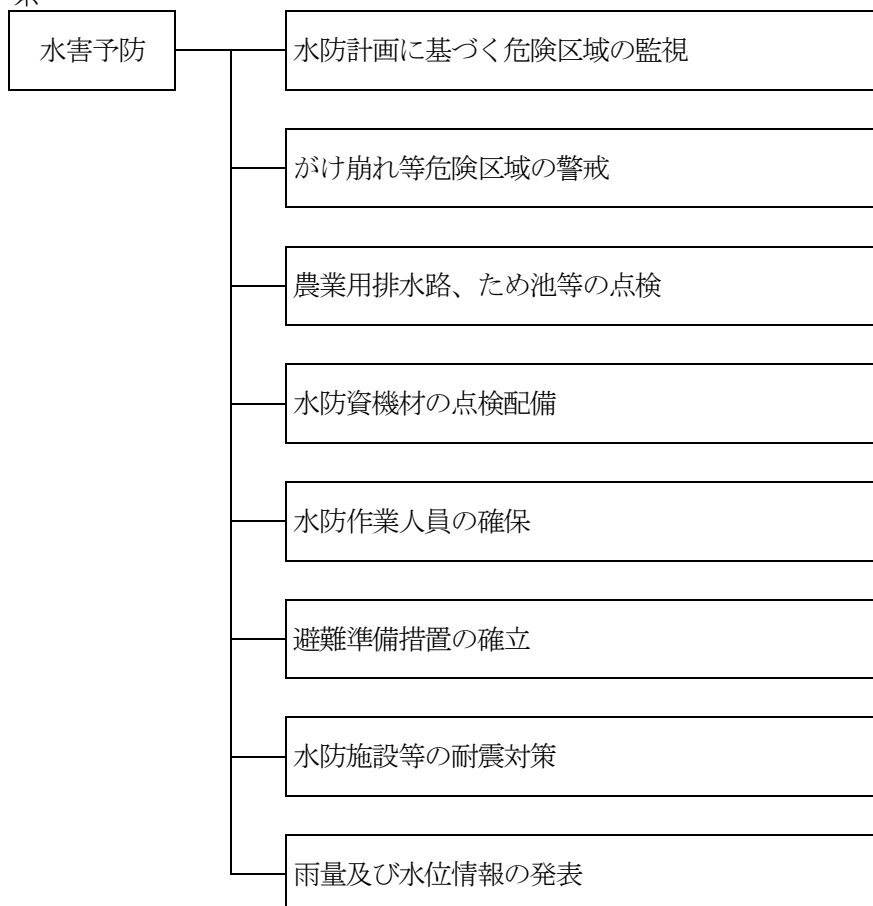 水害予防
水防計画に基づく危険区域の監視
がけ崩れ等危険区域の警戒
農業用排水路、ため池等の点検
水防資機材の点検配備
水防作業人員の確保
避難準備措置の確立
水防施設等の耐震対策
雨量及び水位情報の発表